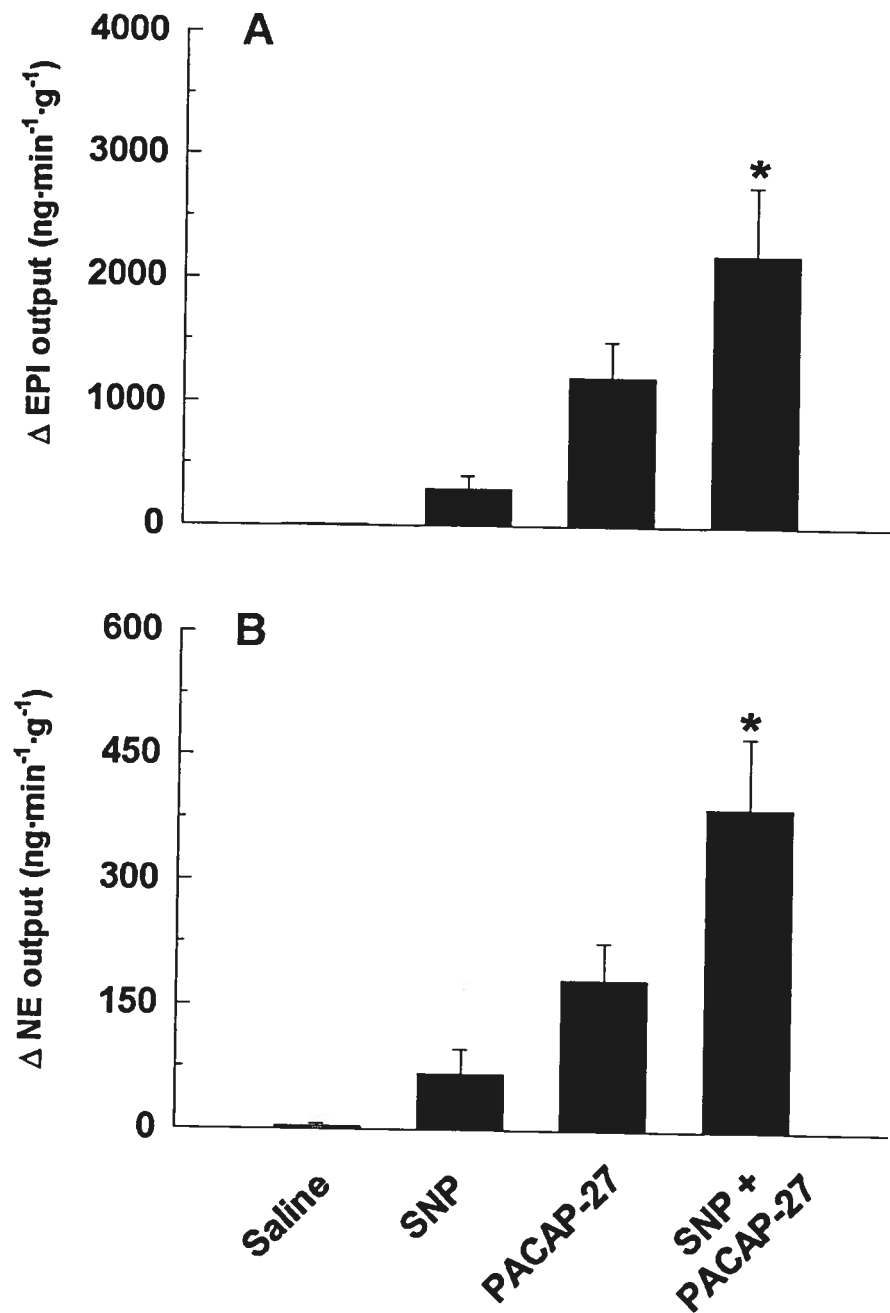 A
4000
3000
2000
1000
0
Δ EPI output (ng·min⁻¹·g⁻¹)
*
B
600
450
300
150
0
Δ NE output (ng·min⁻¹·g⁻¹)
*
Saline
SNP
PACAP-27
SNP +
PACAP-27